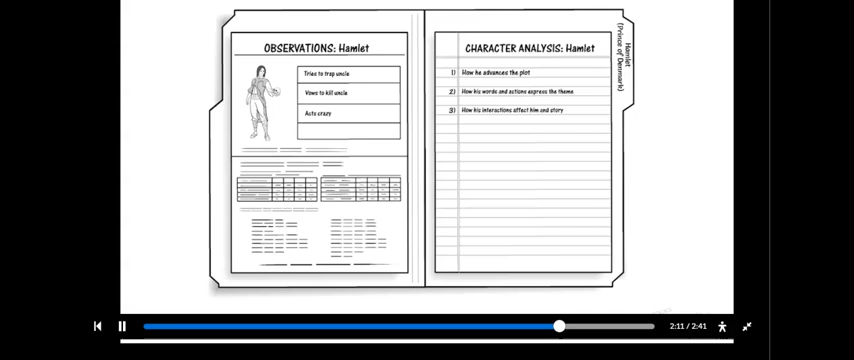 OBSERVATIONS: Hamlet
Tries to trap uncle
Vows to kill uncle
Acts crazy
CHARACTER ANALYSIS: Hamlet
1) How he advances the plot
2) How his words and actions express the theme
3) How his interactions affect him and story
Hamlet
(Prince of Denmark)
2:11 / 2:41